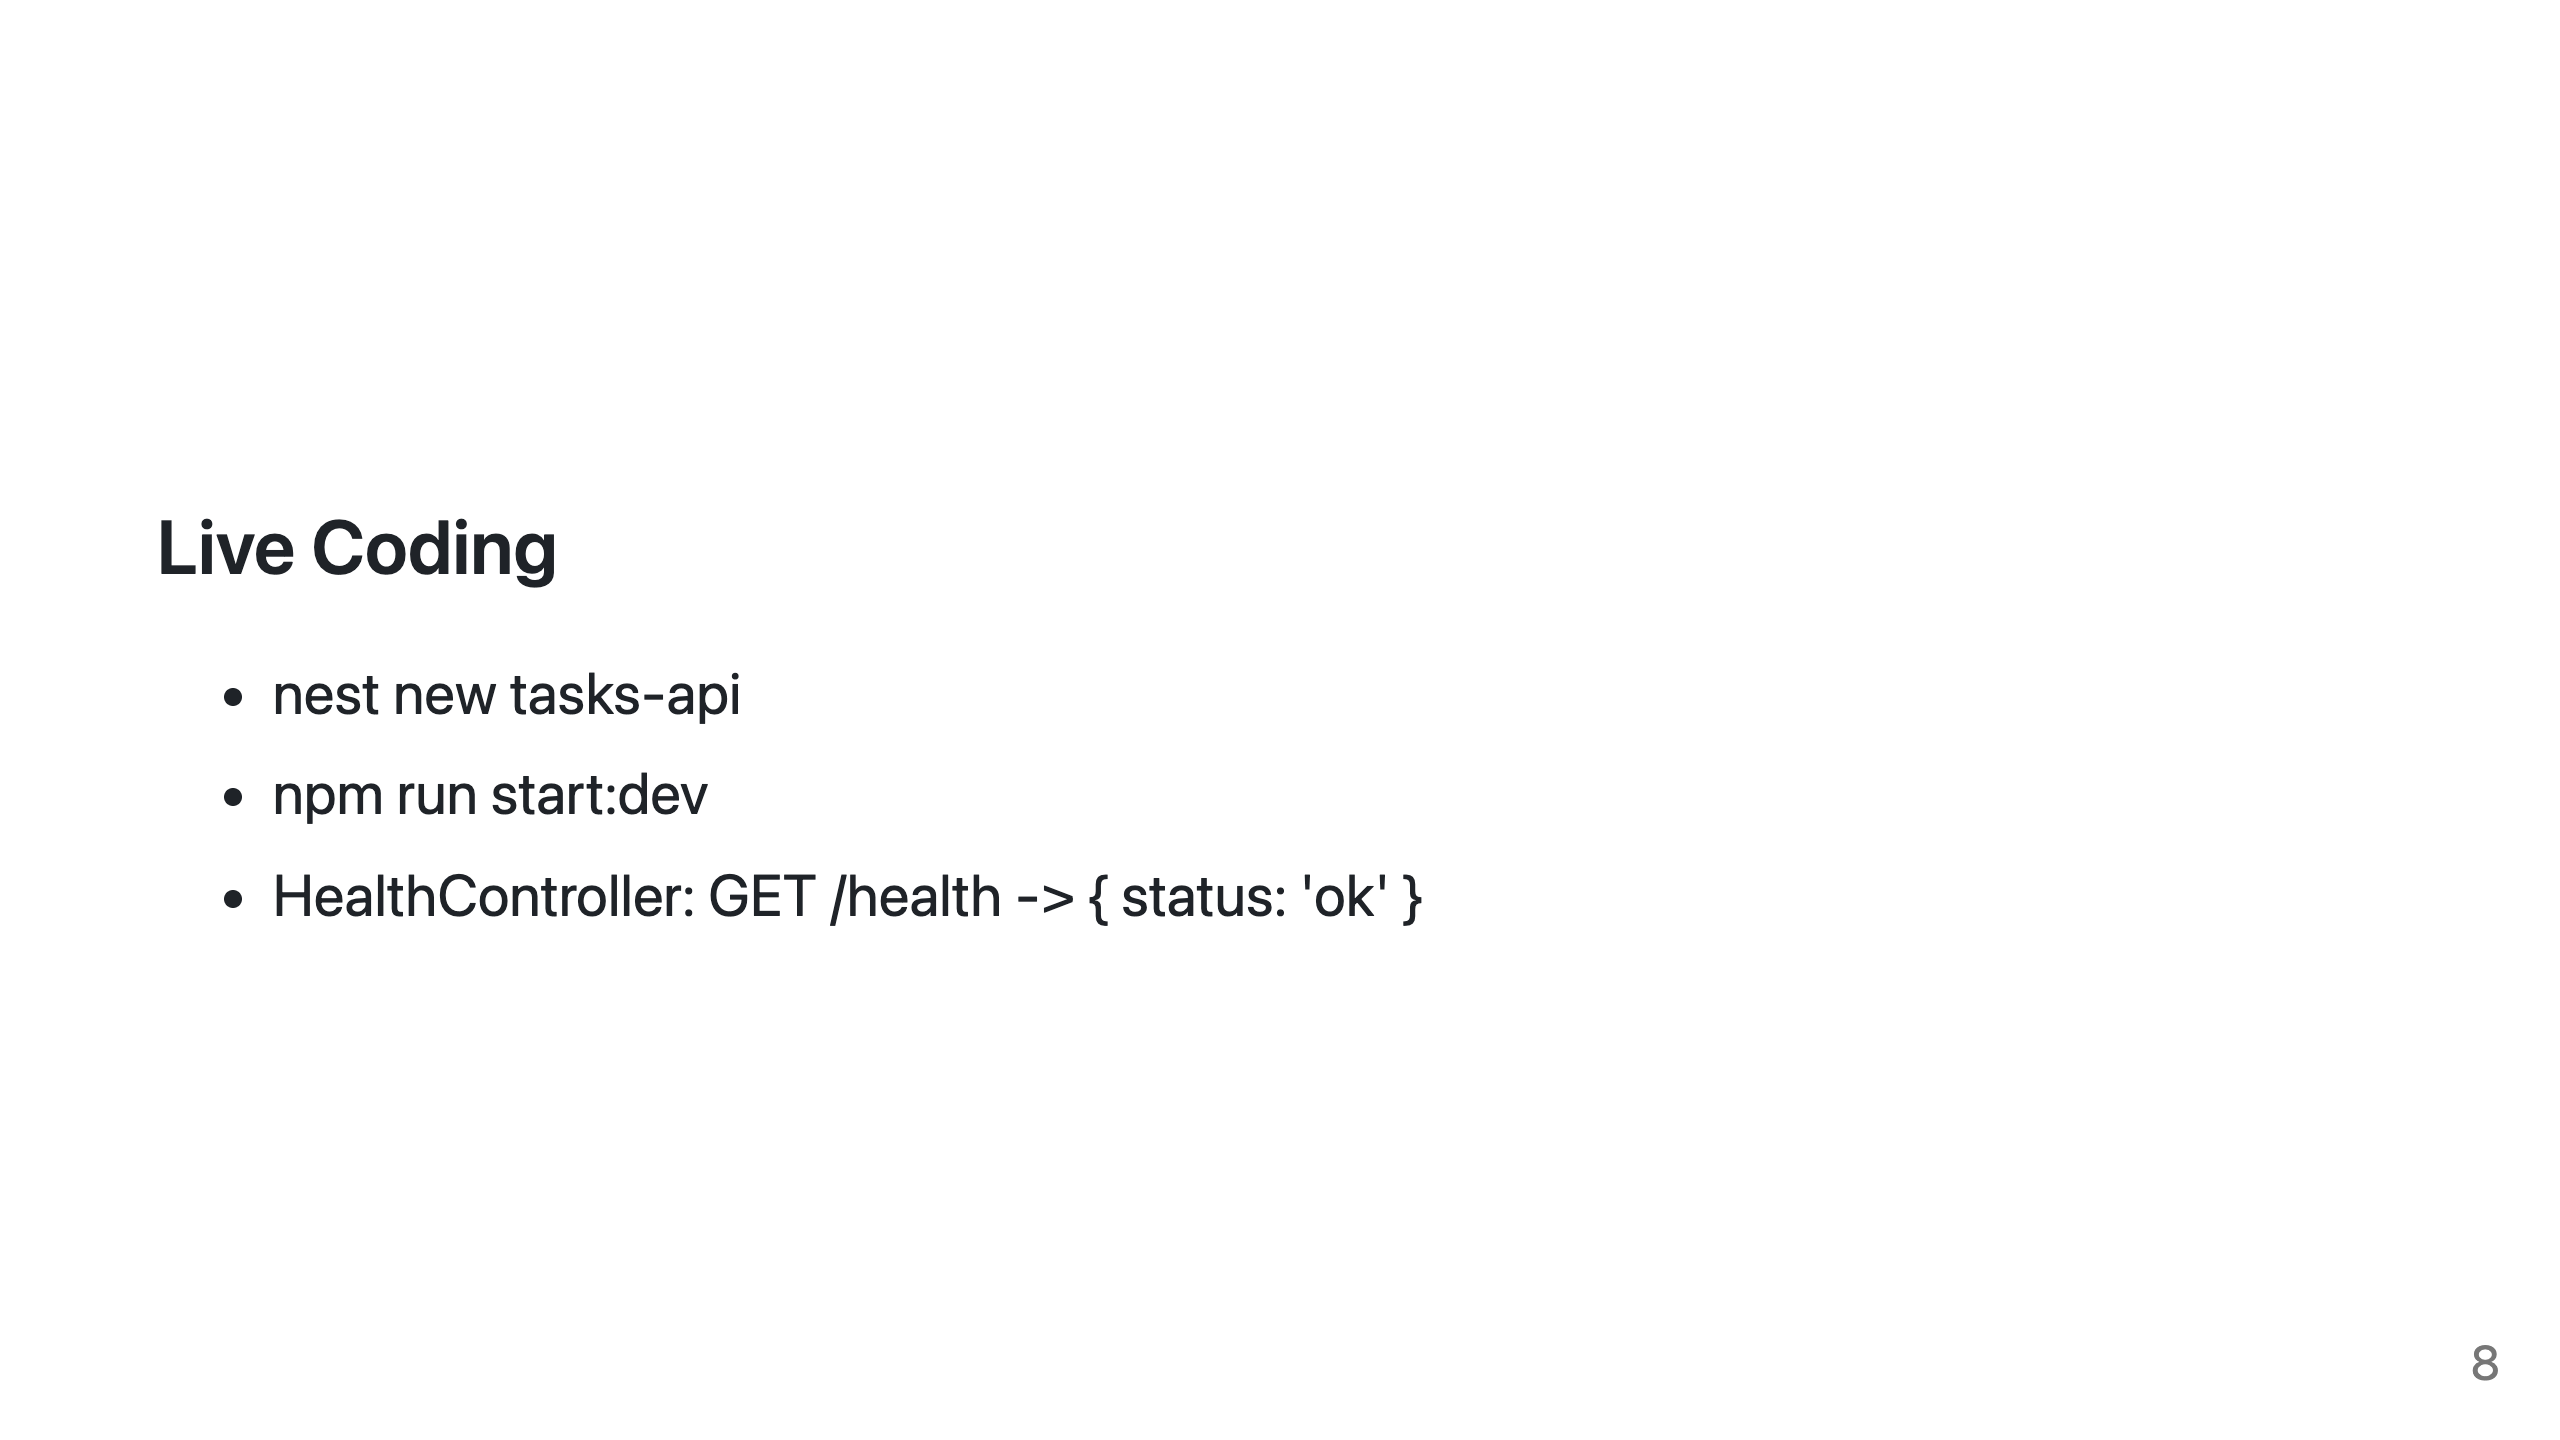 Live Coding
• nest new tasks-api
• npm run start:dev
• HealthController: GET /health -> { status: 'ok' }
8